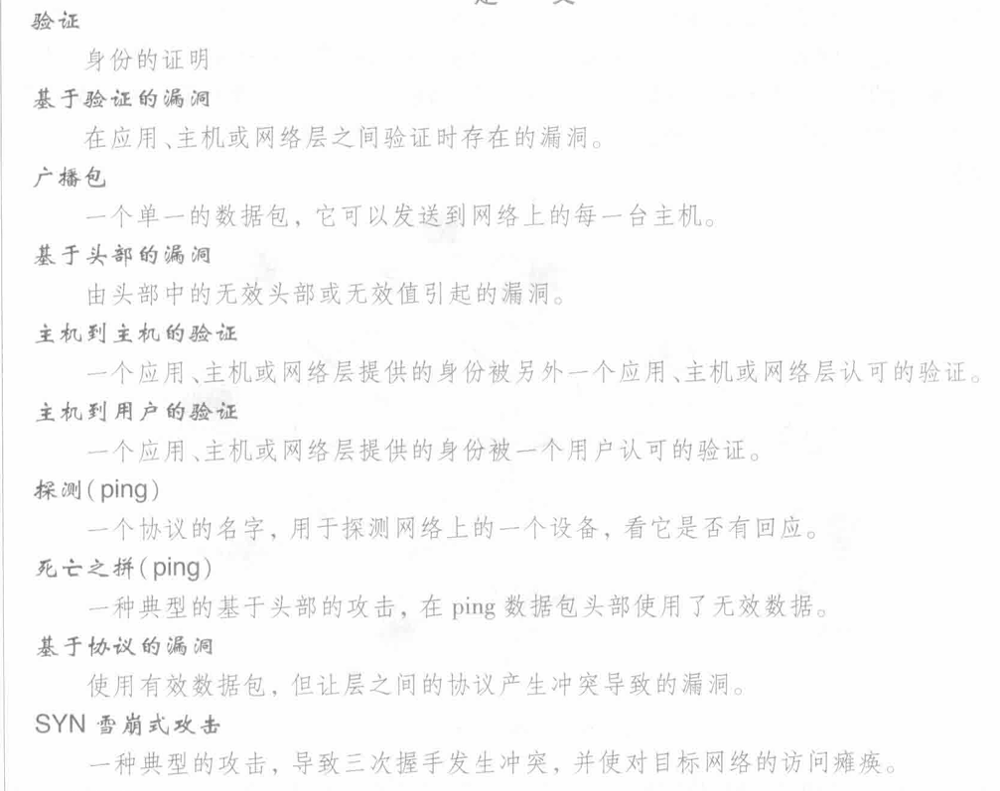 验证
身份的证明
基于验证的漏洞
在应用、主机或网络层之间验证时存在的漏洞。
广播包
一个单一的数据包，它可以发送到网络上的每一台主机。
基于头部的漏洞
由头部中的无效头部或无效值引起的漏洞。
主机到主机的验证
一个应用、主机或网络层提供的身份被另外一个应用、主机或网络层认可的验证。
主机到用户的验证
一个应用、主机或网络层提供的身份被一个用户认可的验证。
探测(ping)
一个协议的名字，用于探测网络上的一个设备，看它是否有回应。
死亡之拼(ping)
一种典型的基于头部的攻击，在 ping 数据包头部使用了无效数据。
基于协议的漏洞
使用有效数据包，但让层之间的协议产生冲突导致的漏洞。
SYN 雪崩式攻击
一种典型的攻击，导致三次握手发生冲突，并使对目标网络的访问瘫痪。